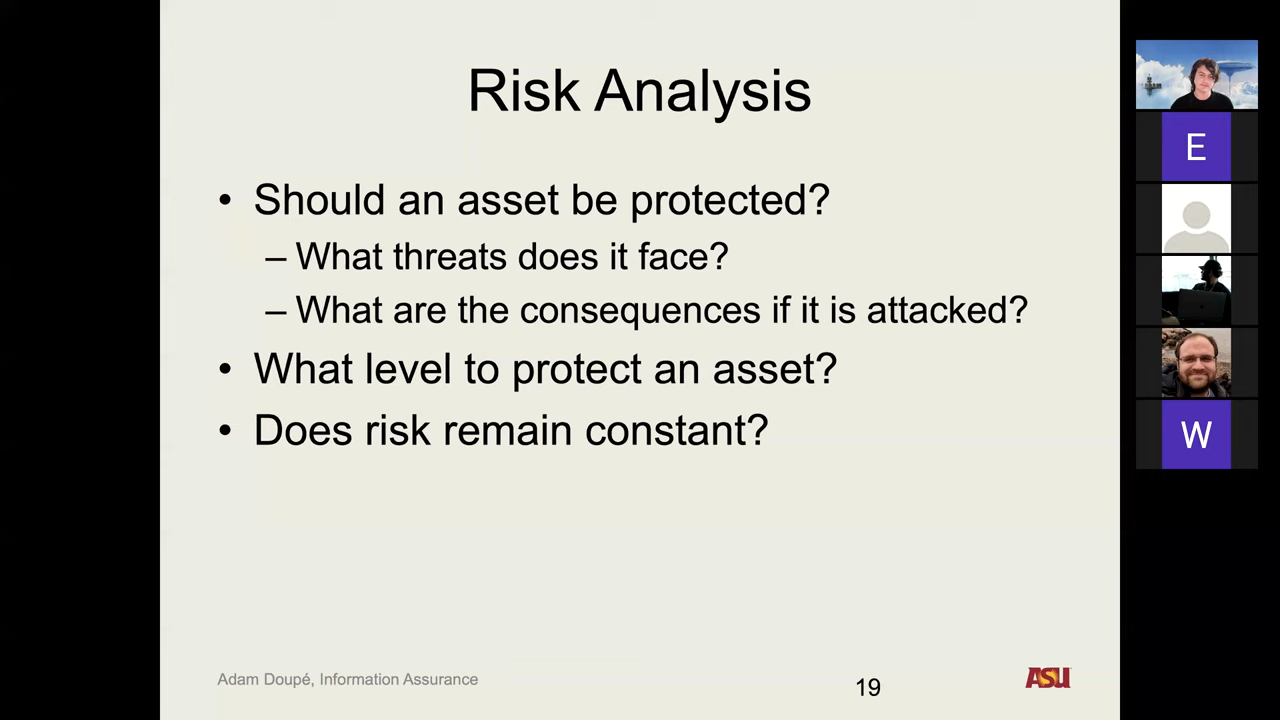 Risk Analysis
• Should an asset be protected?
– What threats does it face?
– What are the consequences if it is attacked?
• What level to protect an asset?
• Does risk remain constant?
Adam Doupé, Information Assurance
19
ASU
E
W